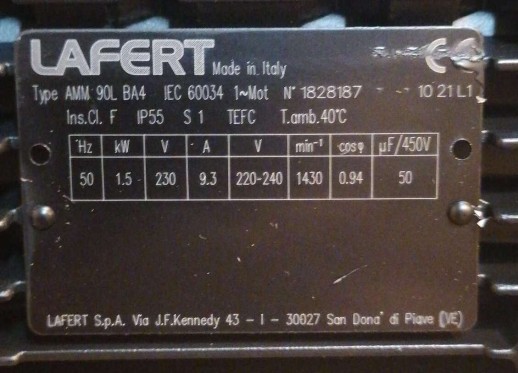 LAFERT Made in Italy CE
Type AMM 90L BA4 IEC 60034 1~Mot N° 1828187 10 21 L1
Ins.Cl. F IP55 S 1 TEFC T.amb.40°C
Hz kW V A V min⁻¹ cosφ µF/450V
50 1.5 230 9.3 220-240 1430 0.94 50
LAFERT S.p.A. Via J.F.Kennedy 43 - I - 30027 San Dona' di Piave (VE)